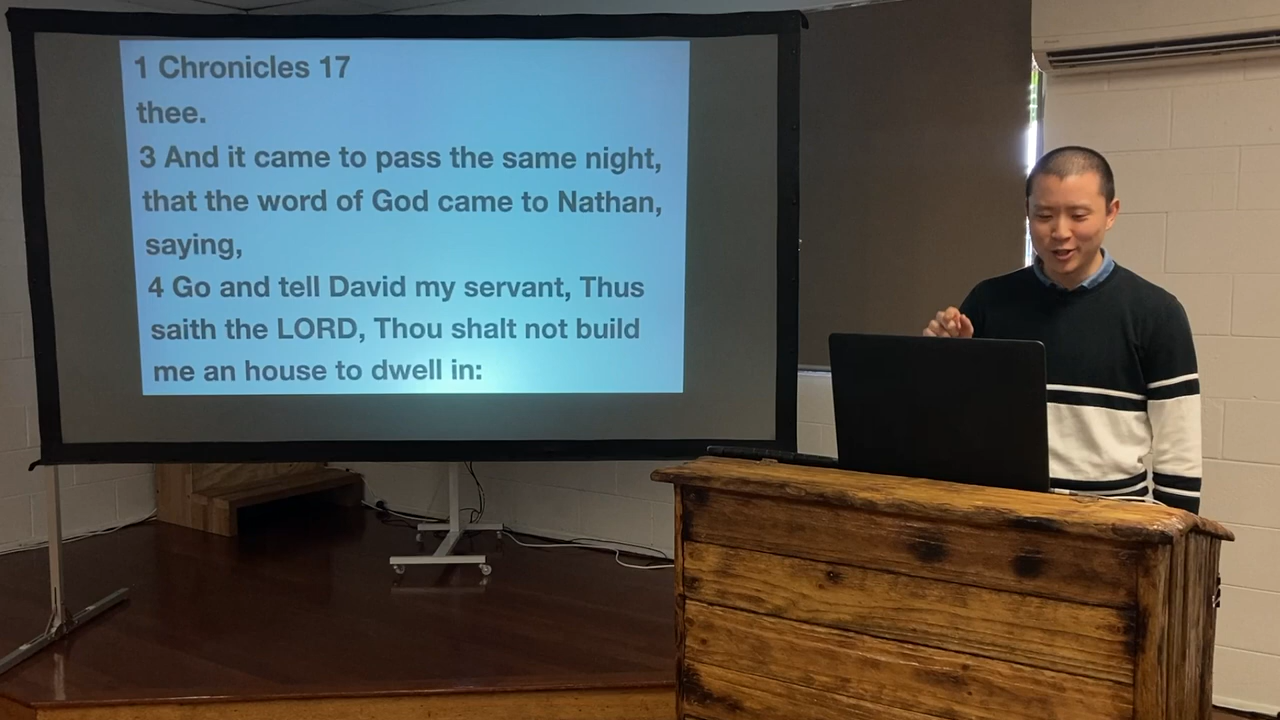 1 Chronicles 17
thee.
3 And it came to pass the same night,
that the word of God came to Nathan,
saying,
4 Go and tell David my servant, Thus
saith the LORD, Thou shalt not build
me an house to dwell in: